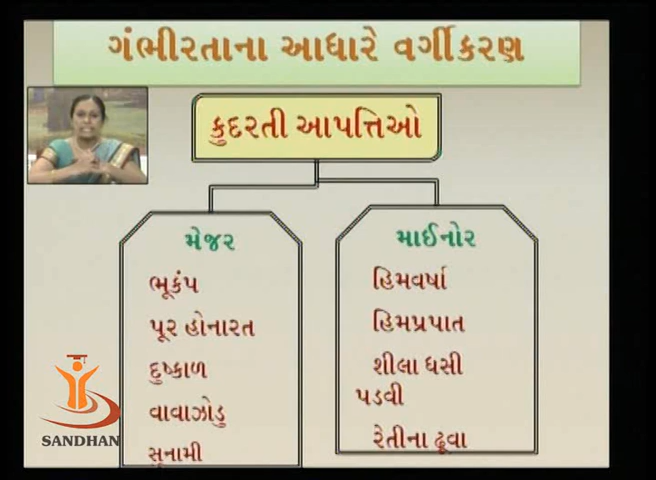 ગંભીરતાના આધારે વર્ગીકરણ
કુદરતી આપત્તિઓ
મેજર
ભૂકંપ
પૂર હોનારત
દુષ્કાળ
વાવાઝોડુ
સુનામી
માઈનોર
હિમવર્ષા
હિમપ્રપાત
શીલા ધસી
પડવી
રેતીના ઢૂવા
SANDHAN